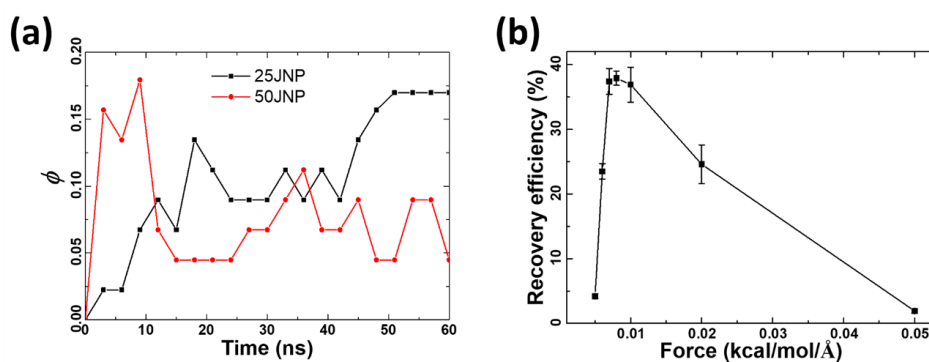 (a)
0.20
0.15
0.10
0.05
0.00
ϕ
25JNP
50JNP
0 10 20 30 40 50 60
Time (ns)
(b)
40
30
20
10
0
Recovery efficiency (%)
0.01 0.02 0.03 0.04 0.05
Force (kcal/mol/Å)